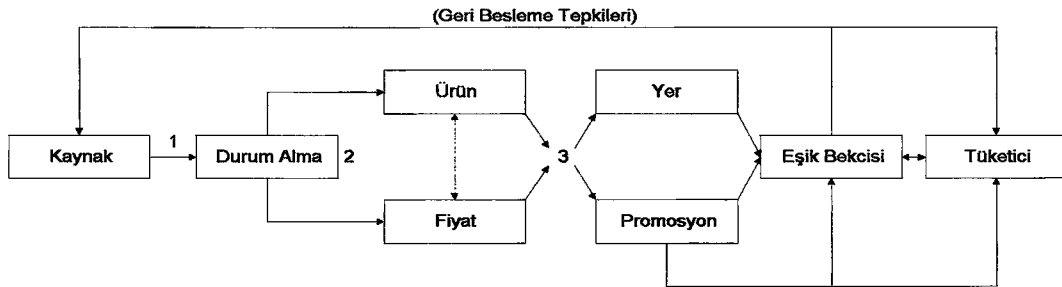 (Geri Besleme Tepkileri)
Ürün
Yer
Kaynak
1
Durum Alma
2
3
Eşik Bekcisi
Tüketici
Fiyat
Promosyon